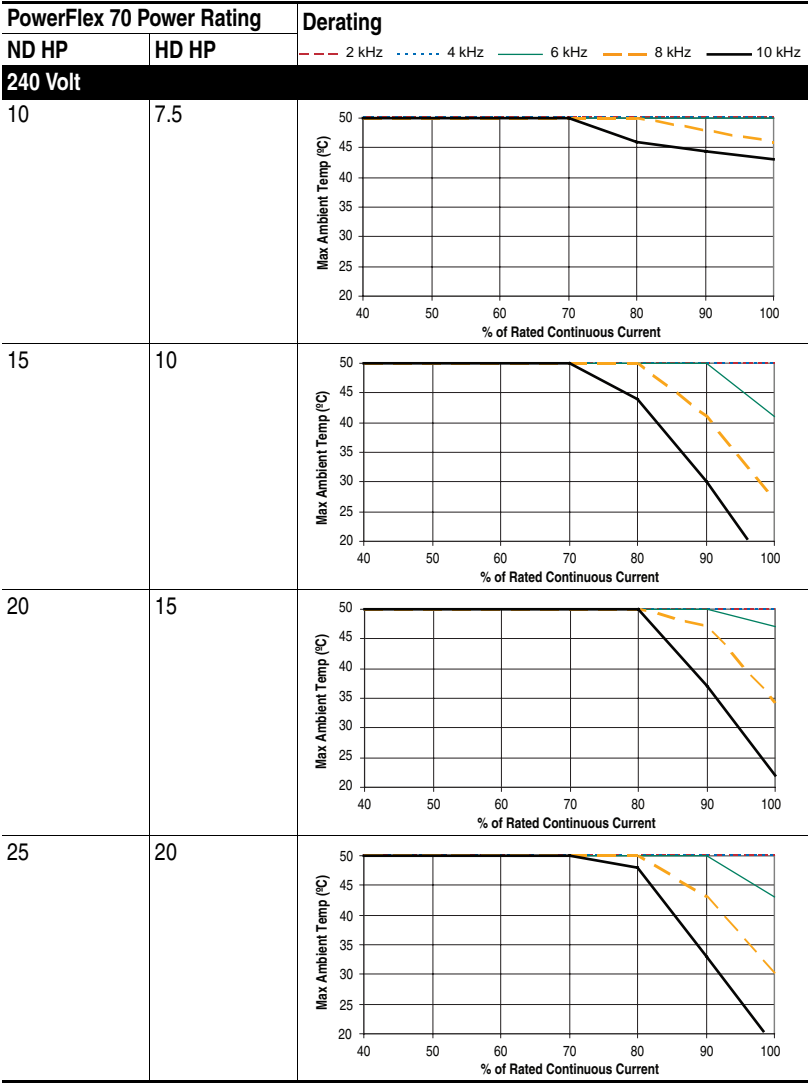 PowerFlex 70 Power Rating
Derating
ND HP HD HP
2 kHz 4 kHz 6 kHz 8 kHz 10 kHz
240 Volt
10 7.5
Max Ambient Temp (ºC)
50
45
40
35
30
25
20
40 50 60 70 80 90 100
% of Rated Continuous Current
15 10
Max Ambient Temp (ºC)
50
45
40
35
30
25
20
40 50 60 70 80 90 100
% of Rated Continuous Current
20 15
Max Ambient Temp (ºC)
50
45
40
35
30
25
20
40 50 60 70 80 90 100
% of Rated Continuous Current
25 20
Max Ambient Temp (ºC)
50
45
40
35
30
25
20
40 50 60 70 80 90 100
% of Rated Continuous Current